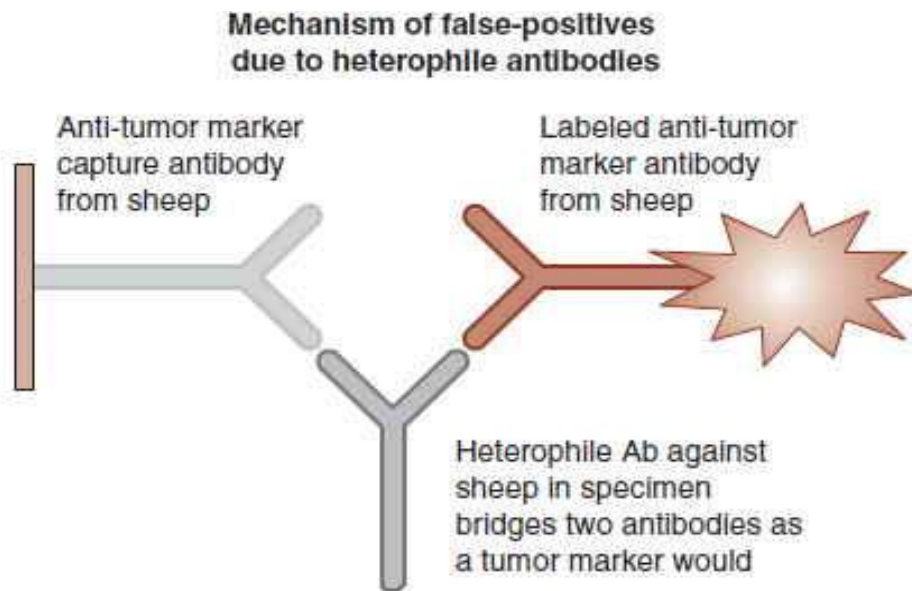 Mechanism of false-positives
due to heterophile antibodies
Anti-tumor marker
capture antibody
from sheep
Labeled anti-tumor
marker antibody
from sheep
Heterophile Ab against
sheep in specimen
bridges two antibodies as
a tumor marker would